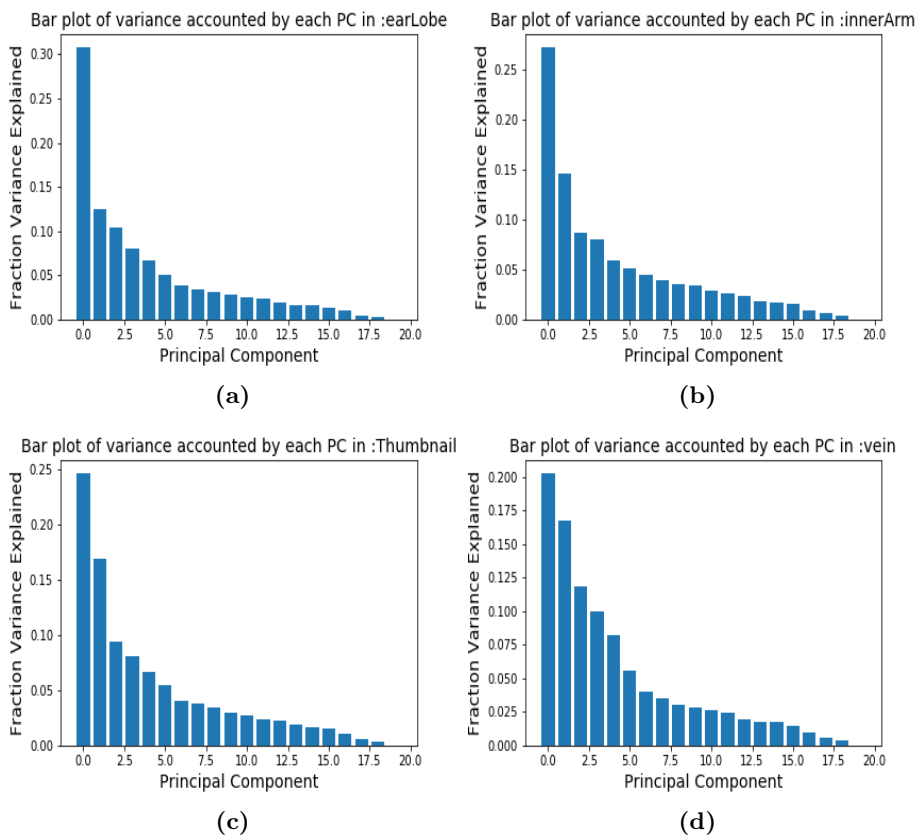 Bar plot of variance accounted by each PC in :earLobe
Fraction Variance Explained
0.30
0.25
0.20
0.15
0.10
0.05
0.00
0.0 2.5 5.0 7.5 10.0 12.5 15.0 17.5 20.0
Principal Component
(a)
Bar plot of variance accounted by each PC in :innerArm
Fraction Variance Explained
0.25
0.20
0.15
0.10
0.05
0.00
0.0 2.5 5.0 7.5 10.0 12.5 15.0 17.5 20.0
Principal Component
(b)
Bar plot of variance accounted by each PC in :Thumbnail
Fraction Variance Explained
0.25
0.20
0.15
0.10
0.05
0.00
0.0 2.5 5.0 7.5 10.0 12.5 15.0 17.5 20.0
Principal Component
(c)
Bar plot of variance accounted by each PC in :vein
Fraction Variance Explained
0.200
0.175
0.150
0.125
0.100
0.075
0.050
0.025
0.000
0.0 2.5 5.0 7.5 10.0 12.5 15.0 17.5 20.0
Principal Component
(d)